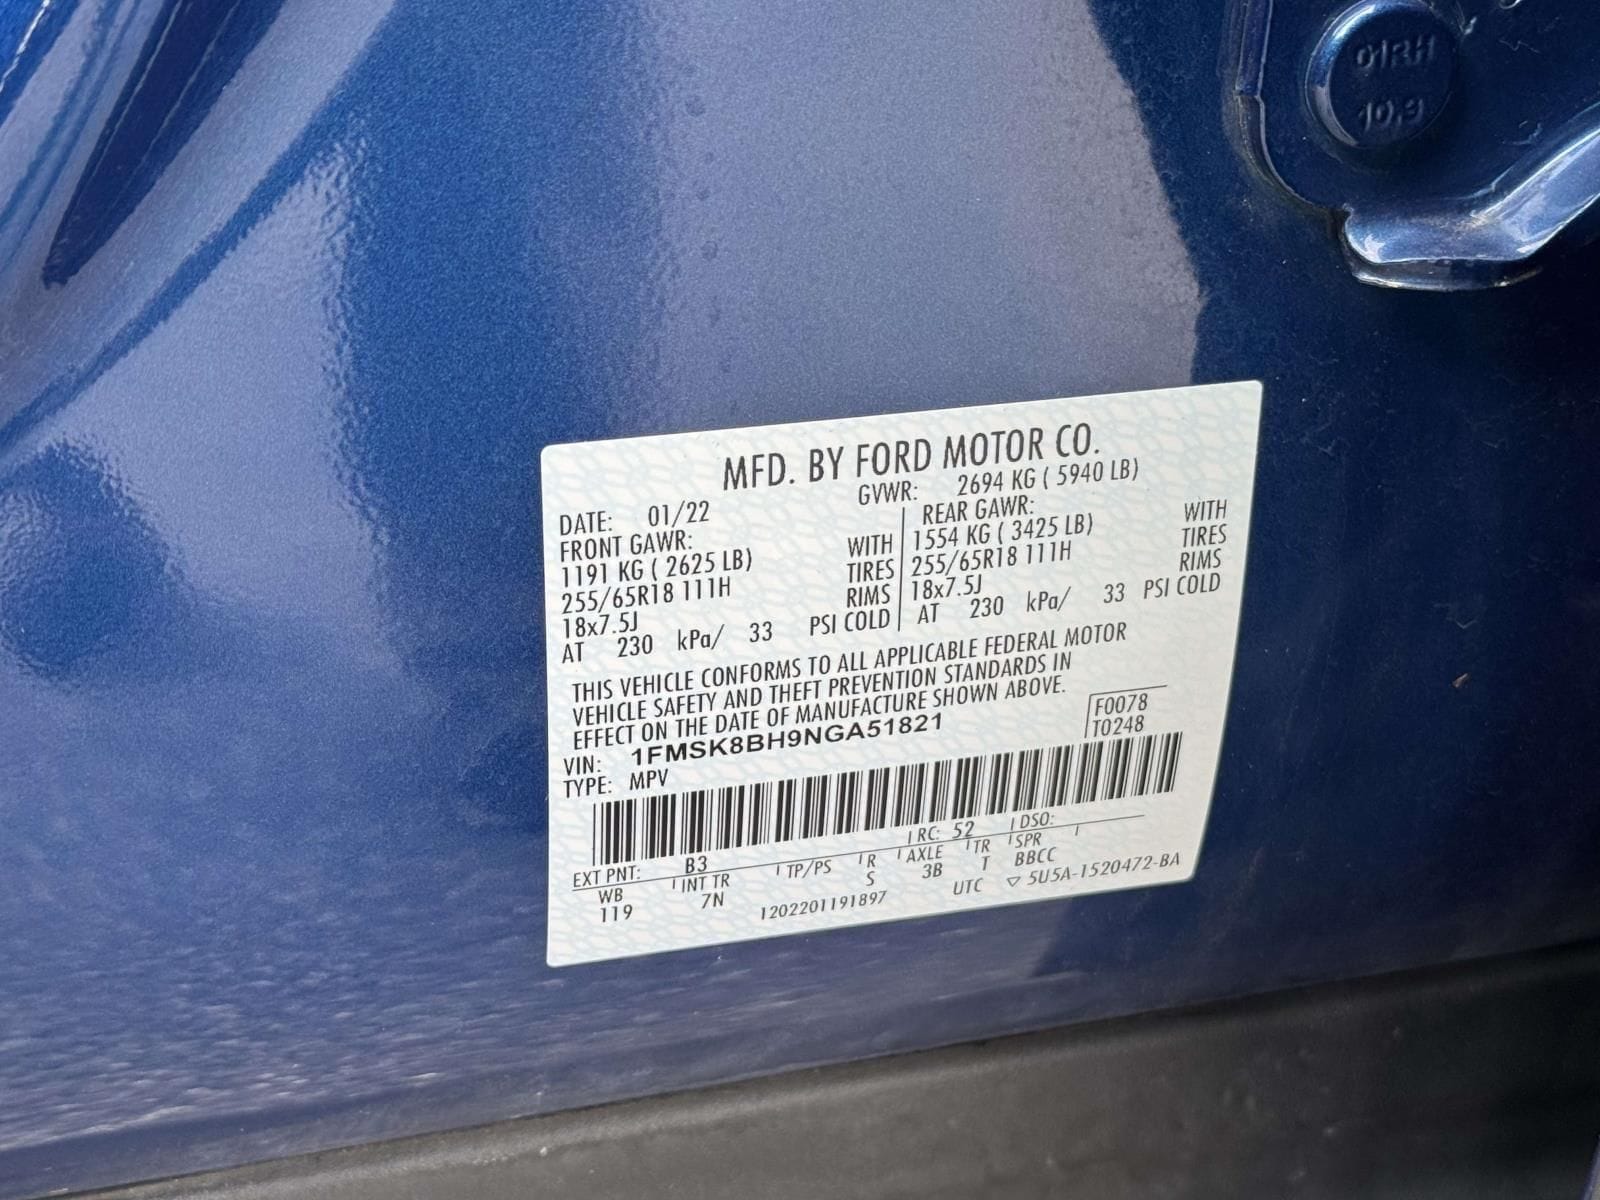 01RH
10.9
MFD. BY FORD MOTOR CO.
DATE: 01/22 GVWR: 2694 KG ( 5940 LB)
FRONT GAWR: REAR GAWR:
1191 KG ( 2625 LB) WITH 1554 KG ( 3425 LB) WITH
255/65R18 111H TIRES 255/65R18 111H TIRES
18x7.5J RIMS 18x7.5J RIMS
AT 230 kPa/ 33 PSI COLD AT 230 kPa/ 33 PSI COLD
THIS VEHICLE CONFORMS TO ALL APPLICABLE FEDERAL MOTOR
VEHICLE SAFETY AND THEFT PREVENTION STANDARDS IN
EFFECT ON THE DATE OF MANUFACTURE SHOWN ABOVE.
VIN: 1FMSK8BH9NGA51821 F0078
TYPE: MPV T0248
EXT PNT: B3 RC: 52 DSO:
WB INT TR TP/PS R AXLE TR SPR
119 7N S 3B T BBCC
1202201191897 UTC ▽ 5U5A-1520472-BA